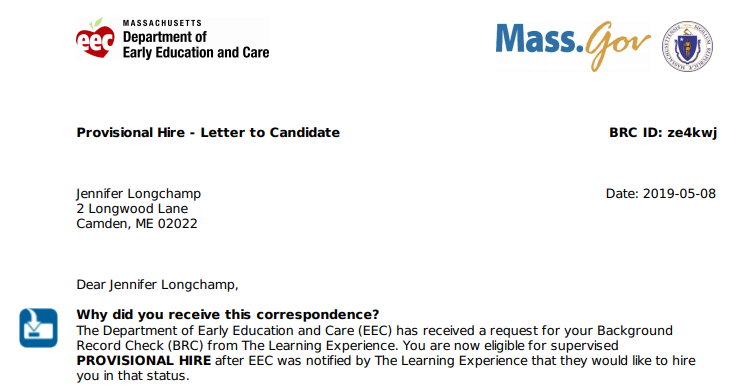 MASSACHUSETTS
Department of
Early Education and Care
eec
Mass.Gov
Provisional Hire - Letter to Candidate
BRC ID: ze4kwj
Jennifer Longchamp
Date: 2019-05-08
2 Longwood Lane
Camden, ME 02022
Dear Jennifer Longchamp,
Why did you receive this correspondence?
The Department of Early Education and Care (EEC) has received a request for your Background
Record Check (BRC) from The Learning Experience. You are now eligible for supervised
PROVISIONAL HIRE after EEC was notified by The Learning Experience that they would like to hire
you in that status.